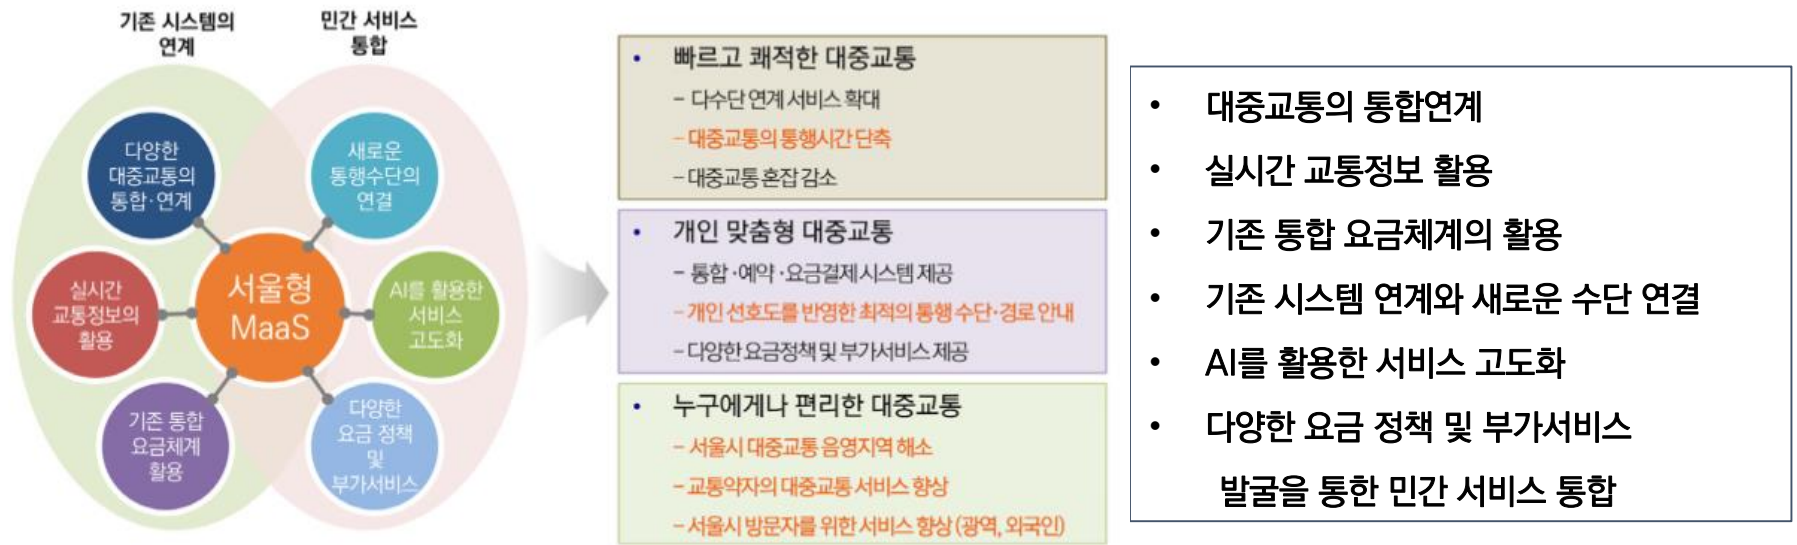 기존 시스템의
연계
민간 서비스
통합
다양한
대중교통의
통합·연계
새로운
통행수단의
연결
실시간
교통정보의
활용
서울형
MaaS
AI를 활용한
서비스
고도화
기존 통합
요금체계
활용
다양한
요금 정책
및
부가서비스
• 빠르고 쾌적한 대중교통
– 다수단 연계 서비스 확대
– 대중교통의 통행시간 단축
– 대중교통 혼잡 감소
• 개인 맞춤형 대중교통
– 통합·예약·요금결제 시스템 제공
– 개인 선호도를 반영한 최적의 통행 수단·경로 안내
– 다양한 요금정책 및 부가서비스 제공
• 누구에게나 편리한 대중교통
– 서울시 대중교통 음영지역 해소
– 교통약자의 대중교통 서비스 향상
– 서울시 방문자를 위한 서비스 향상 (광역, 외국인)
• 대중교통의 통합연계
• 실시간 교통정보 활용
• 기존 통합 요금체계의 활용
• 기존 시스템 연계와 새로운 수단 연결
• AI를 활용한 서비스 고도화
• 다양한 요금 정책 및 부가서비스
발굴을 통한 민간 서비스 통합